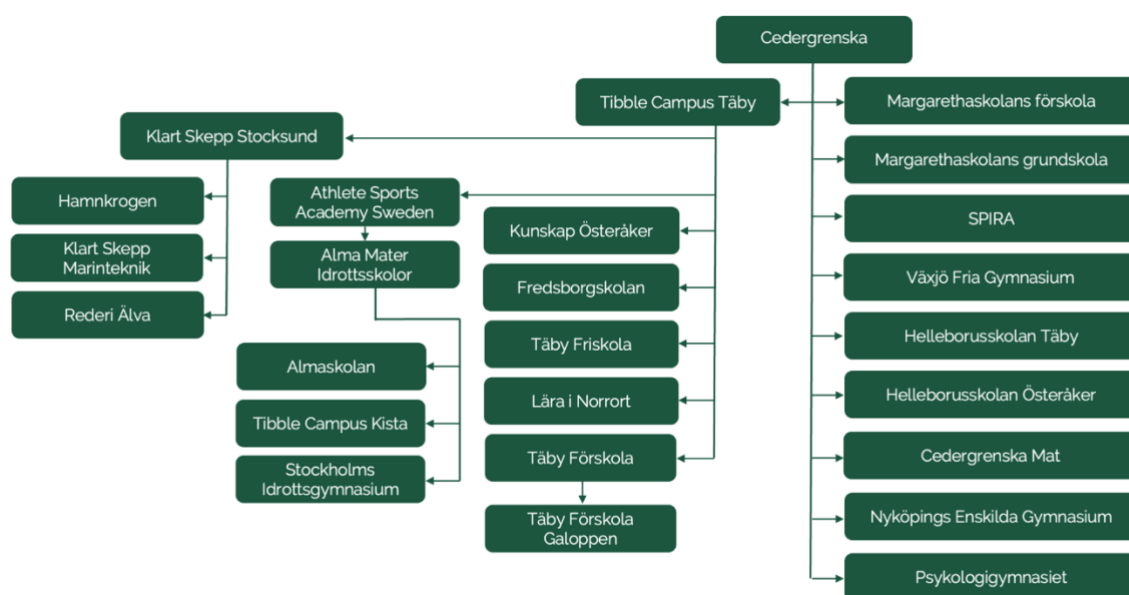 Cedergrenska
Tibble Campus Täby
Margarethaskolans förskola
Klart Skepp Stocksund
Margarethaskolans grundskola
Hamnkrogen
Athlete Sports
Academy Sweden
SPIRA
Kunskap Österåker
Klart Skepp
Marinteknik
Alma Mater
Idrottsskolor
Växjö Fria Gymnasium
Fredsborgskolan
Rederi Älva
Helleborusskolan Täby
Täby Friskola
Almaskolan
Helleborusskolan Österåker
Lära i Norrort
Tibble Campus Kista
Cedergrenska Mat
Täby Förskola
Stockholms
Idrottsgymnasium
Nyköpings Enskilda Gymnasium
Täby Förskola
Galoppen
Psykologigymnasiet